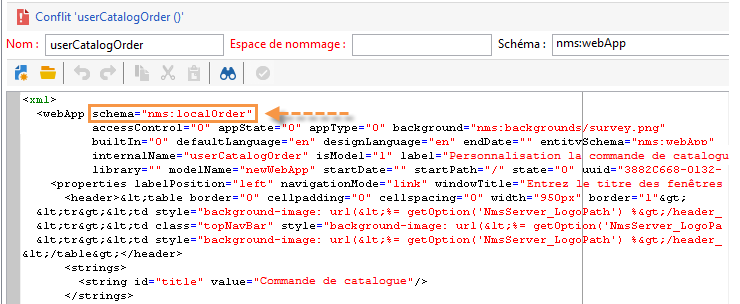 Conflit 'userCatalogOrder ()'
Nom : userCatalogOrder Espace de nommage : Schéma : nms:webApp
<xml>
<webApp schema="nms:localOrder"
accessControl="0" appState="0" appType="0" background="nms:backgrounds/survey.png"
builtIn="0" defaultLanguage="en" designLanguage="en" endDate="" entitySchema="nms:webApp"
internalName="userCatalogOrder" isModel="1" label="Personnalisation la commande de catalogu
library="" modelName="newWebApp" startDate="" startPath="/" state="0" uuid="3882C668-0132-
<properties labelPosition="left" navigationMode="link" windowTitle="Entrez le titre des fenêtres
<header>&lt;table border="0" cellpadding="0" cellspacing="0" width="950px" border="1"&gt;
&lt;tr&gt;&lt;td style="background-image: url(&lt;%= getOption('NmsServer_LogoPath') %&gt;/header_
&lt;tr&gt;&lt;td class="topNavBar" style="background-image: url(&lt;%= getOption('NmsServer_LogoPa
&lt;tr&gt;&lt;td style="background-image: url(&lt;%= getOption('NmsServer_LogoPath') %&gt;/header_
&lt;/table&gt;</header>
<strings>
<string id="title" value="Commande de catalogue"/>
</strings>